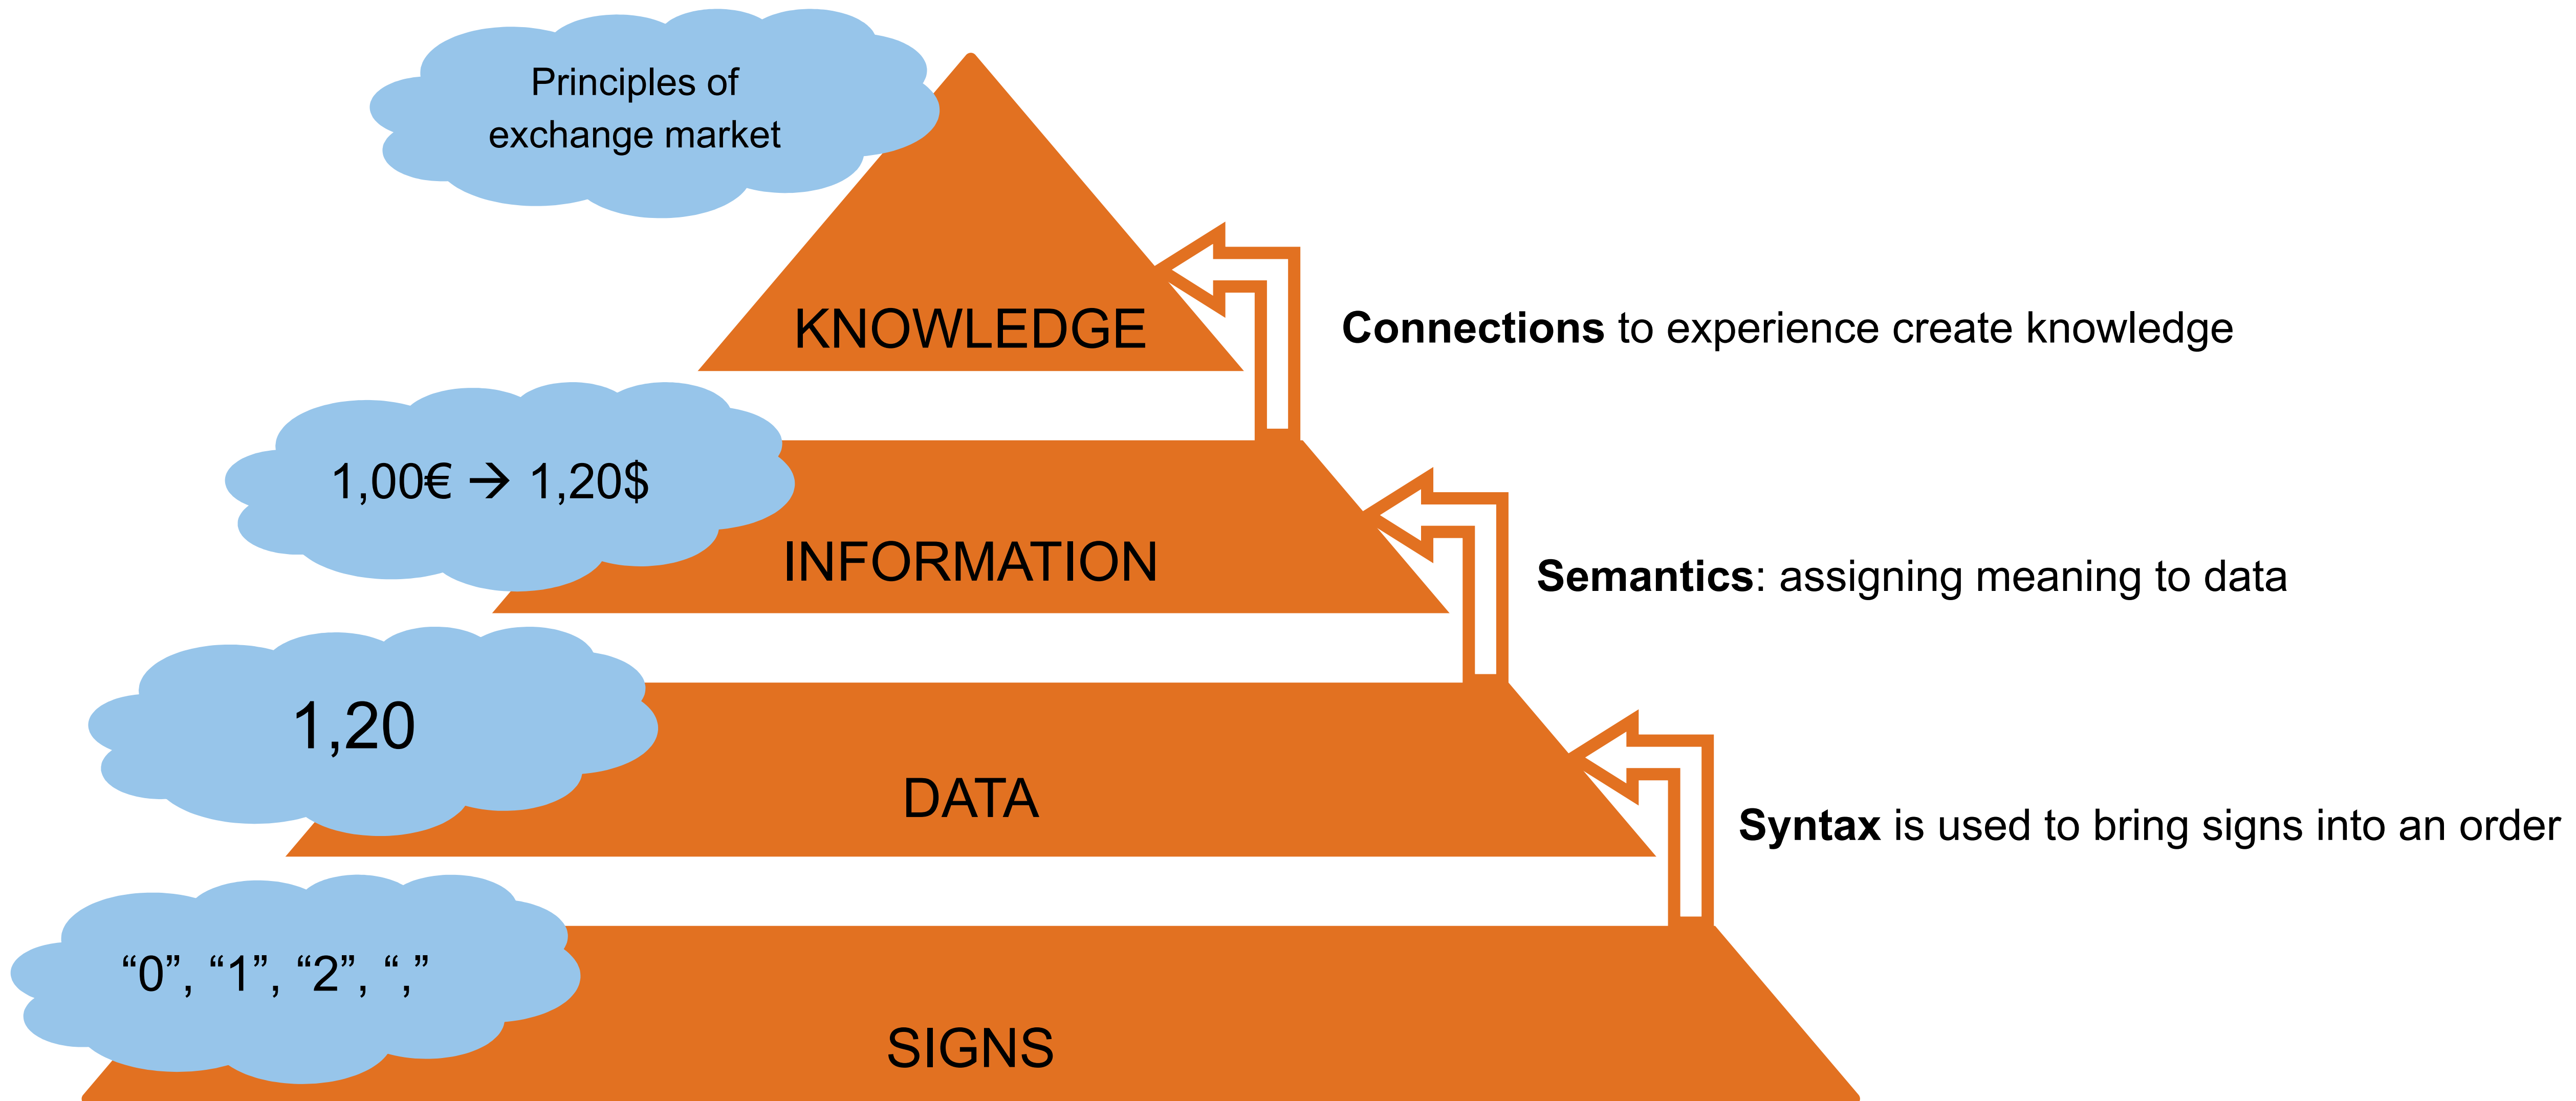 Principles of
exchange market
KNOWLEDGE
Connections to experience create knowledge
1,00€ → 1,20$
INFORMATION
Semantics: assigning meaning to data
1,20
DATA
Syntax is used to bring signs into an order
“0”, “1”, “2”, “,”
SIGNS